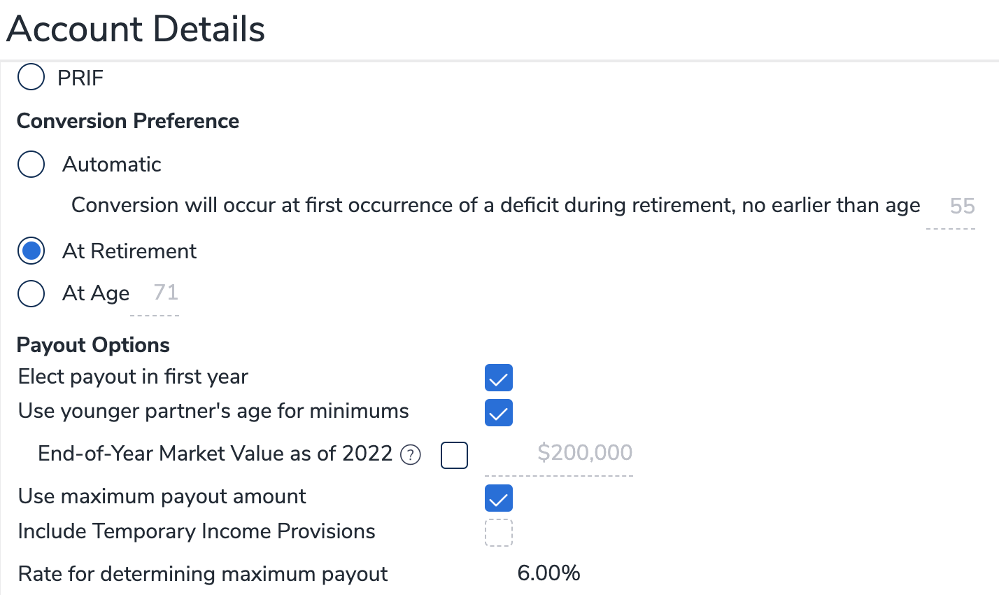 Account Details
PRIF
Conversion Preference
Automatic
Conversion will occur at first occurrence of a deficit during retirement, no earlier than age 55
At Retirement
At Age 71
Payout Options
Elect payout in first year
Use younger partner's age for minimums
End-of-Year Market Value as of 2022 ? $200,000
Use maximum payout amount
Include Temporary Income Provisions
Rate for determining maximum payout 6.00%